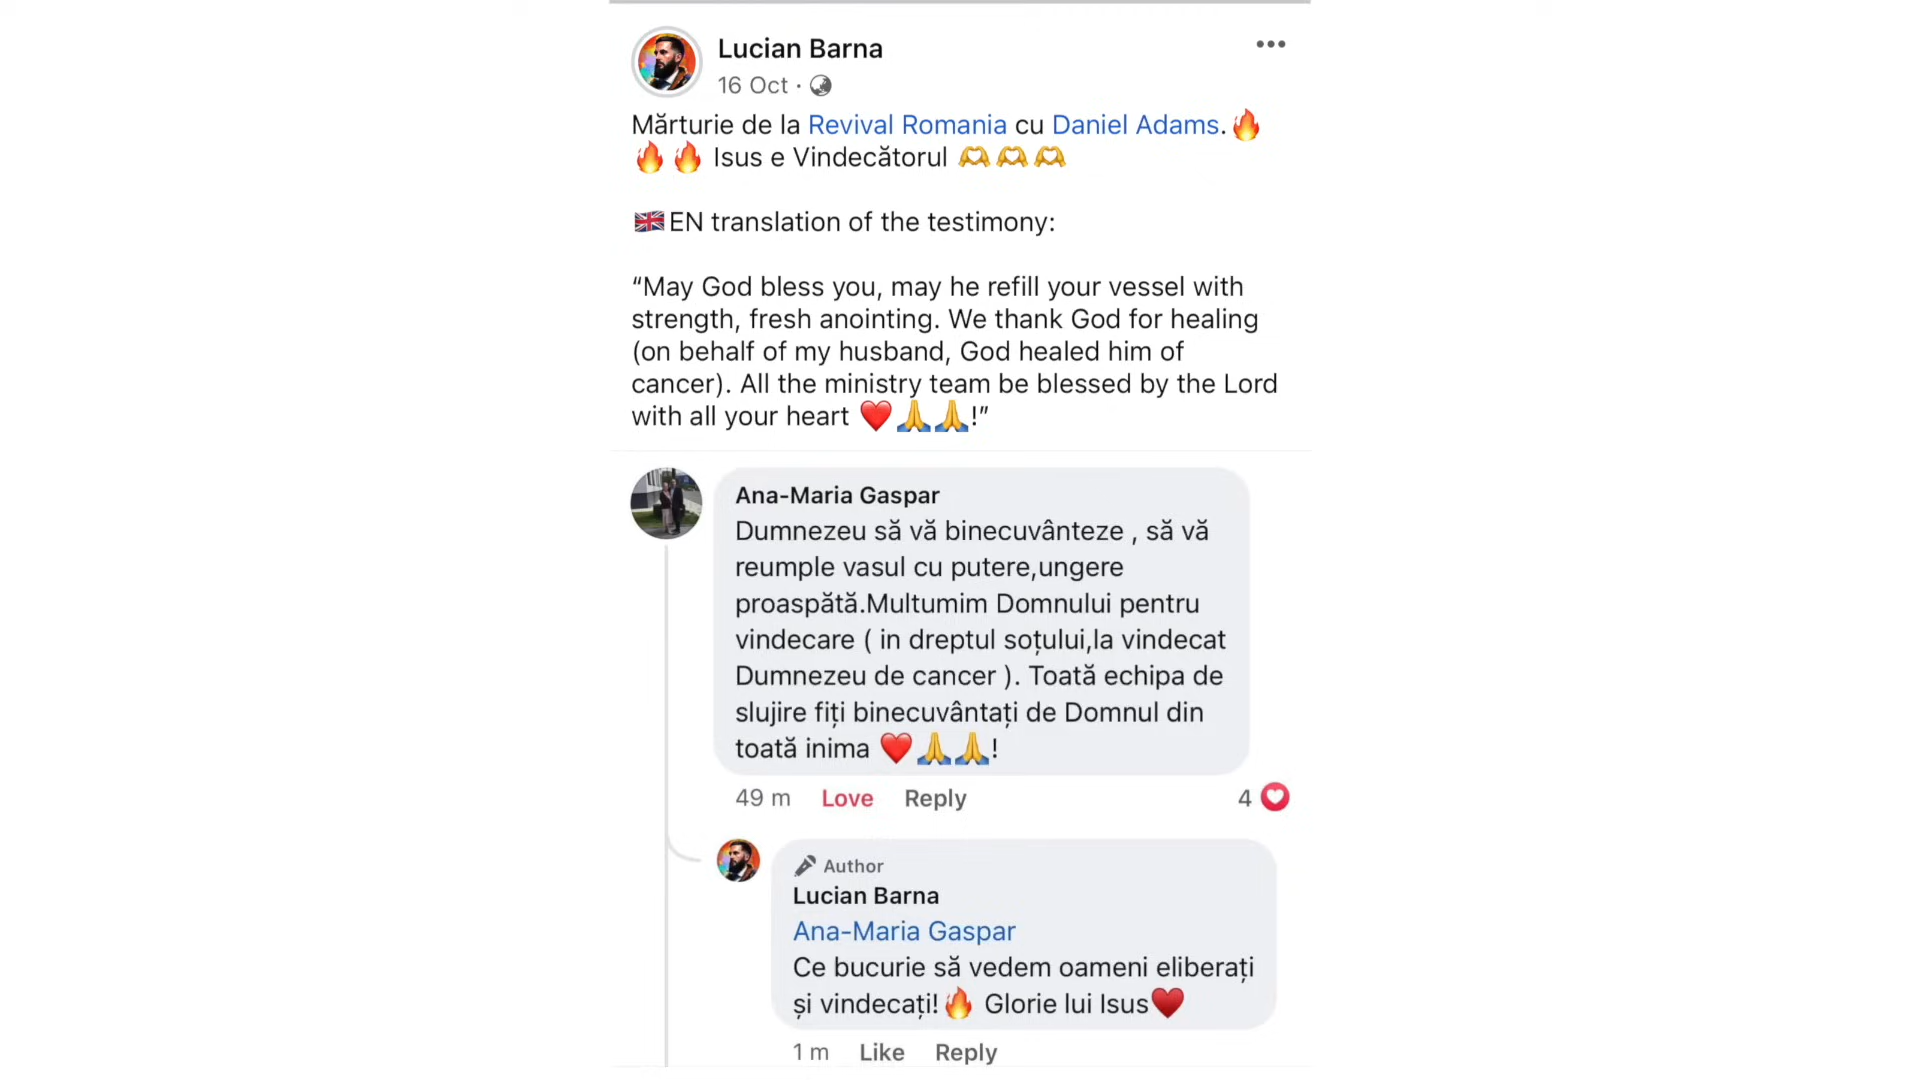 Lucian Barna
16 Oct ·
Mărturie de la Revival Romania cu Daniel Adams.🔥
🔥🔥 Isus e Vindecătorul 🫶🫶🫶
🇬🇧EN translation of the testimony:
“May God bless you, may he refill your vessel with
strength, fresh anointing. We thank God for healing
(on behalf of my husband, God healed him of
cancer). All the ministry team be blessed by the Lord
with all your heart ❤️🙏🙏!”
Ana-Maria Gaspar
Dumnezeu să vă binecuvânteze , să vă
reumple vasul cu putere,ungere
proaspătă.Multumim Domnului pentru
vindecare ( in dreptul soțului,la vindecat
Dumnezeu de cancer ). Toată echipa de
slujire fiți binecuvântați de Domnul din
toată inima ❤️🙏🙏!
49 m Love Reply 4
Author
Lucian Barna
Ana-Maria Gaspar
Ce bucurie să vedem oameni eliberați
și vindecați!🔥 Glorie lui Isus♥️
1 m Like Reply